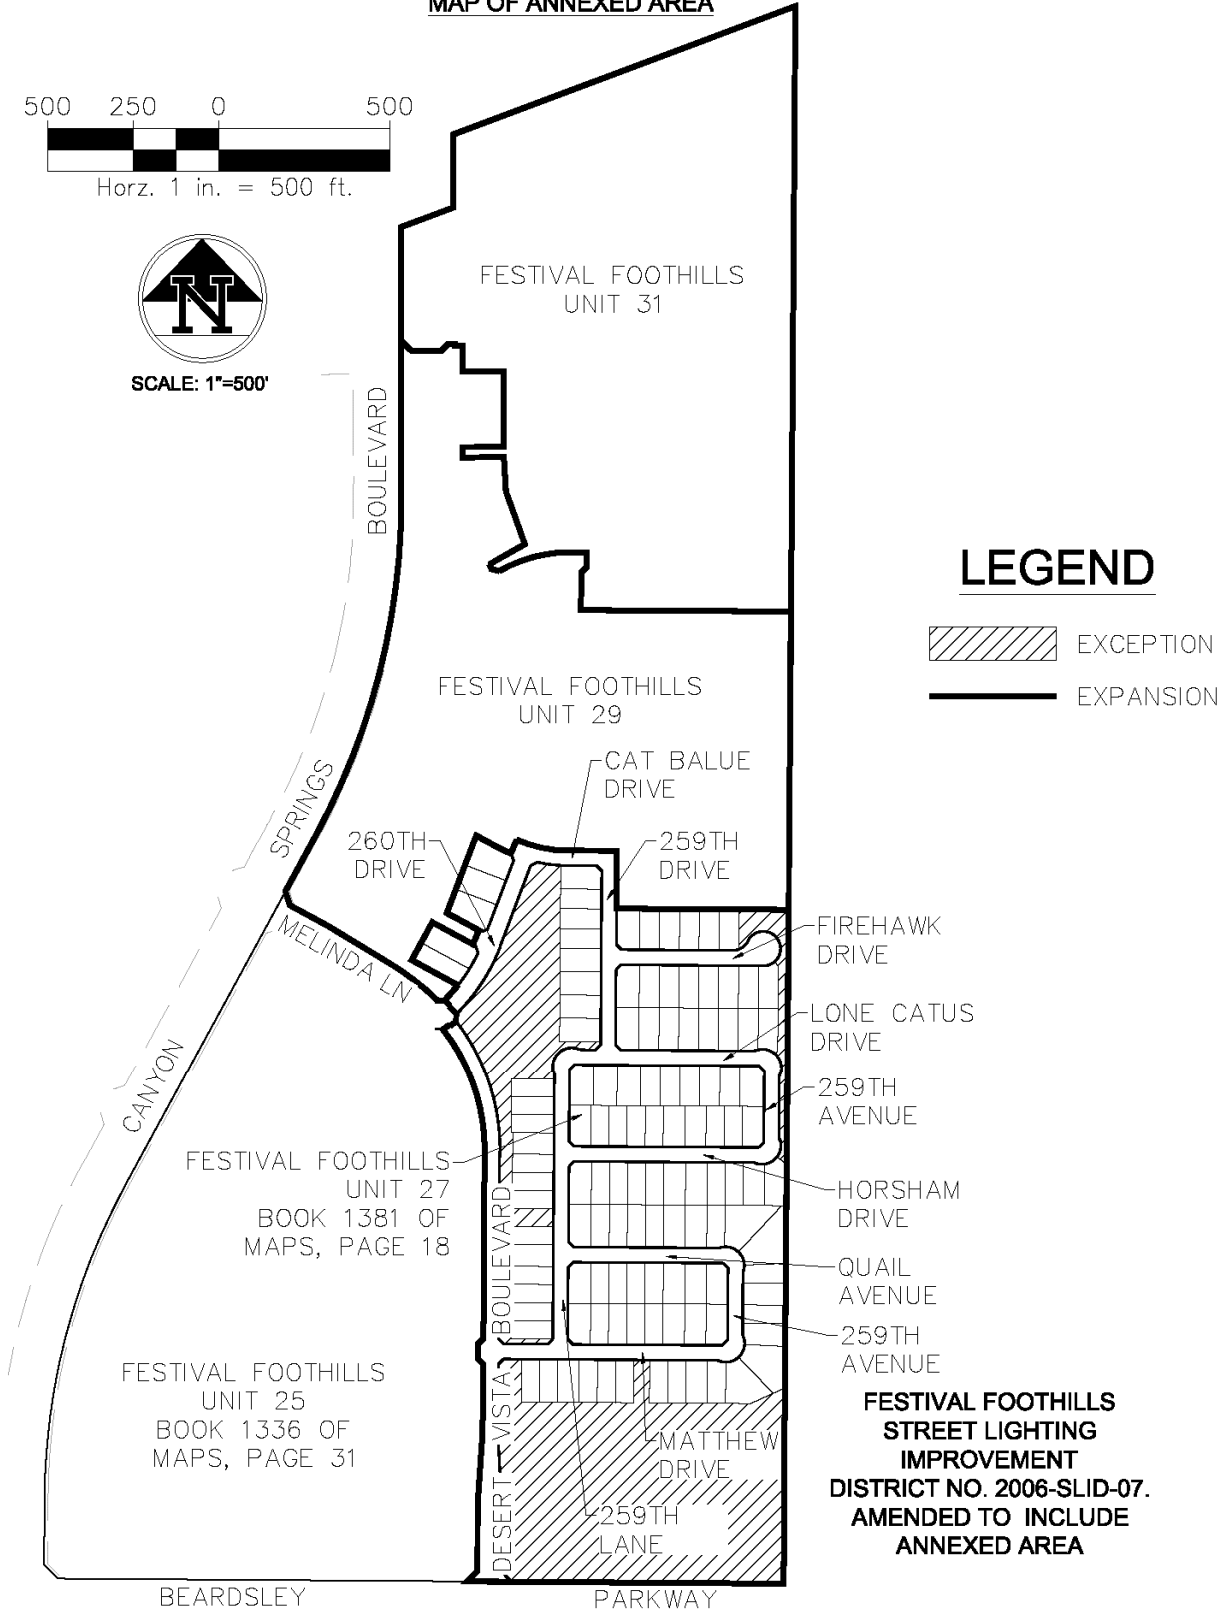 MAP OF ANNEXED AREA
500 250 0 500
Horz. 1 in. = 500 ft.
N
SCALE: 1"=500'
FESTIVAL FOOTHILLS
UNIT 31
BOULEVARD
LEGEND
EXCEPTION
EXPANSION
FESTIVAL FOOTHILLS
UNIT 29
CAT BALUE
DRIVE
SPRINGS
260TH
DRIVE
259TH
DRIVE
MELINDA LN
FIREHAWK
DRIVE
LONE CATUS
DRIVE
CANYON
259TH
AVENUE
FESTIVAL FOOTHILLS
UNIT 27
BOOK 1381 OF
MAPS, PAGE 18
HORSHAM
DRIVE
BOULEVARD
QUAIL
AVENUE
259TH
AVENUE
FESTIVAL FOOTHILLS
UNIT 25
BOOK 1336 OF
MAPS, PAGE 31
VISTA
DESERT
MATTHEW
DRIVE
259TH
LANE
FESTIVAL FOOTHILLS
STREET LIGHTING
IMPROVEMENT
DISTRICT NO. 2006-SLID-07.
AMENDED TO INCLUDE
ANNEXED AREA
BEARDSLEY
PARKWAY